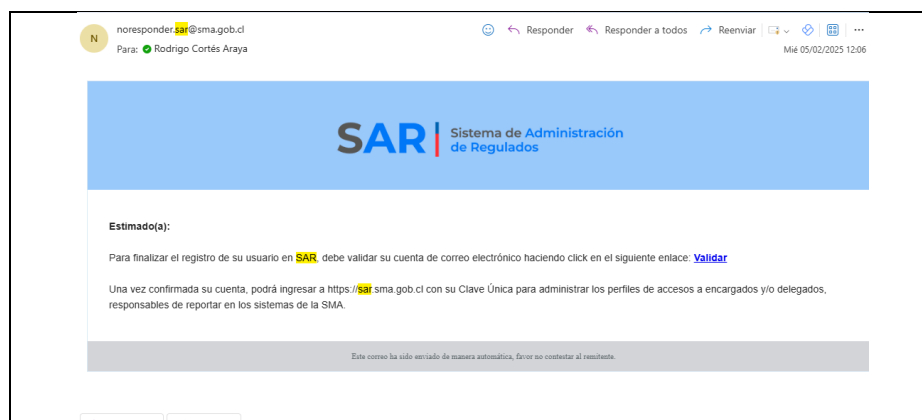 N
noresponder.sar@sma.gob.cl
Responder Responder a todos Reenviar
Para: Rodrigo Cortés Araya
Mié 05/02/2025 12:06
SAR Sistema de Administración
de Regulados
Estimado(a):
Para finalizar el registro de su usuario en SAR, debe validar su cuenta de correo electrónico haciendo click en el siguiente enlace: Validar
Una vez confirmada su cuenta, podrá ingresar a https://sar.sma.gob.cl con su Clave Única para administrar los perfiles de accesos a encargados y/o delegados,
responsables de reportar en los sistemas de la SMA.
Este correo ha sido enviado de manera automática, favor no contestar al remitente.